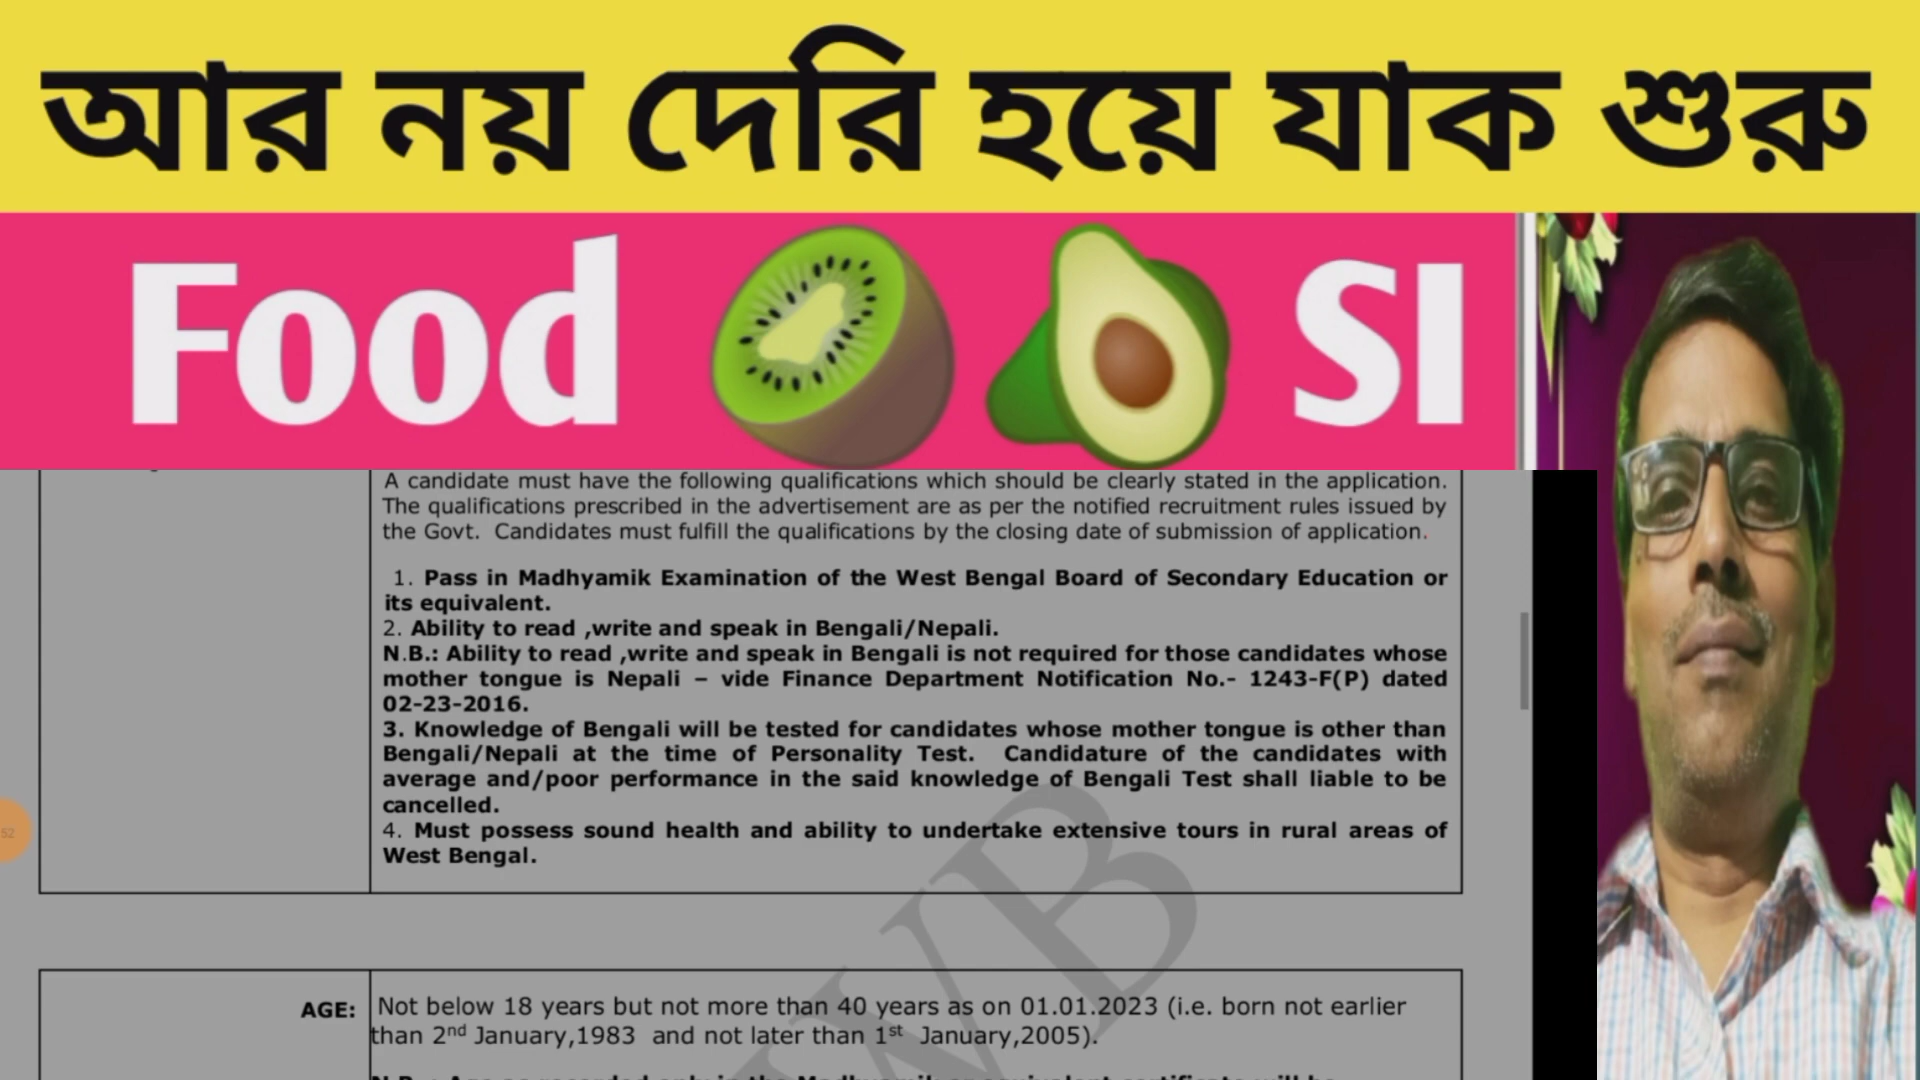 আর নয় দেরি হয়ে যাক শুরু
Food SI
A candidate must have the following qualifications which should be clearly stated in the application.
The qualifications prescribed in the advertisement are as per the notified recruitment rules issued by
the Govt. Candidates must fulfill the qualifications by the closing date of submission of application.
1. Pass in Madhyamik Examination of the West Bengal Board of Secondary Education or
its equivalent.
2. Ability to read ,write and speak in Bengali/Nepali.
N.B.: Ability to read ,write and speak in Bengali is not required for those candidates whose
mother tongue is Nepali – vide Finance Department Notification No.- 1243-F(P) dated
02-23-2016.
3. Knowledge of Bengali will be tested for candidates whose mother tongue is other than
Bengali/Nepali at the time of Personality Test. Candidature of the candidates with
average and/poor performance in the said knowledge of Bengali Test shall liable to be
cancelled.
52
4. Must possess sound health and ability to undertake extensive tours in rural areas of
West Bengal.
WB
AGE: Not below 18 years but not more than 40 years as on 01.01.2023 (i.e. born not earlier
than 2nd January,1983 and not later than 1st January,2005).